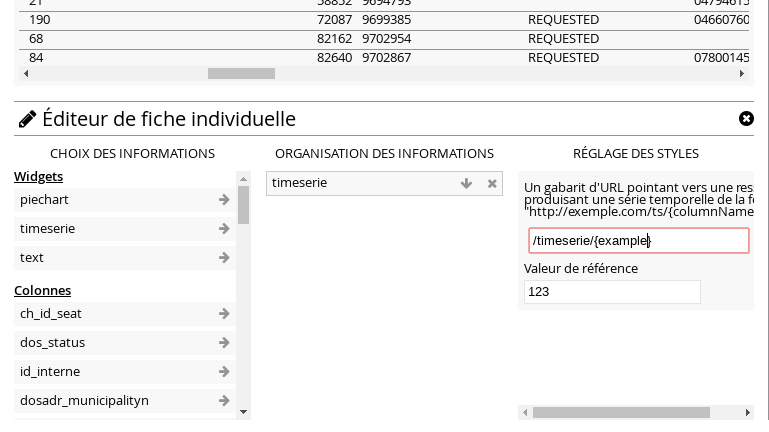 21 58852 9694793 04794615
190 72087 9699385 REQUESTED 04660760
68 82162 9702954 REQUESTED
84 82640 9702867 REQUESTED 07800145
Éditeur de fiche individuelle
CHOIX DES INFORMATIONS
Widgets
piechart
timeserie
text
Colonnes
ch_id_seat
dos_status
id_interne
dosadr_municipalityn
ORGANISATION DES INFORMATIONS
timeserie
RÉGLAGE DES STYLES
Un gabarit d'URL pointant vers une res
produisant une série temporelle de la fo
"http://exemple.com/ts/{columnName
/timeserie/{example}
Valeur de référence
123